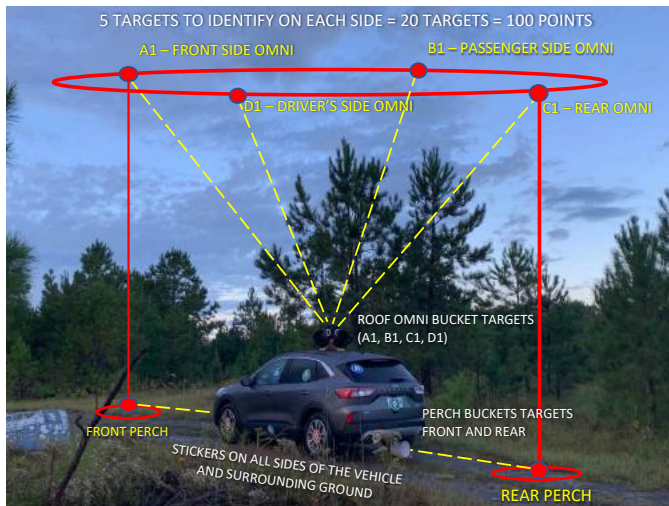 5 TARGETS TO IDENTIFY ON EACH SIDE = 20 TARGETS = 100 POINTS
A1 – FRONT SIDE OMNI
B1 – PASSENGER SIDE OMNI
D1 – DRIVER'S SIDE OMNI
C1 – REAR OMNI
ROOF OMNI BUCKET TARGETS
(A1, B1, C1, D1)
PERCH BUCKETS TARGETS
FRONT AND REAR
FRONT PERCH
STICKERS ON ALL SIDES OF THE VEHICLE
AND SURROUNDING GROUND
REAR PERCH